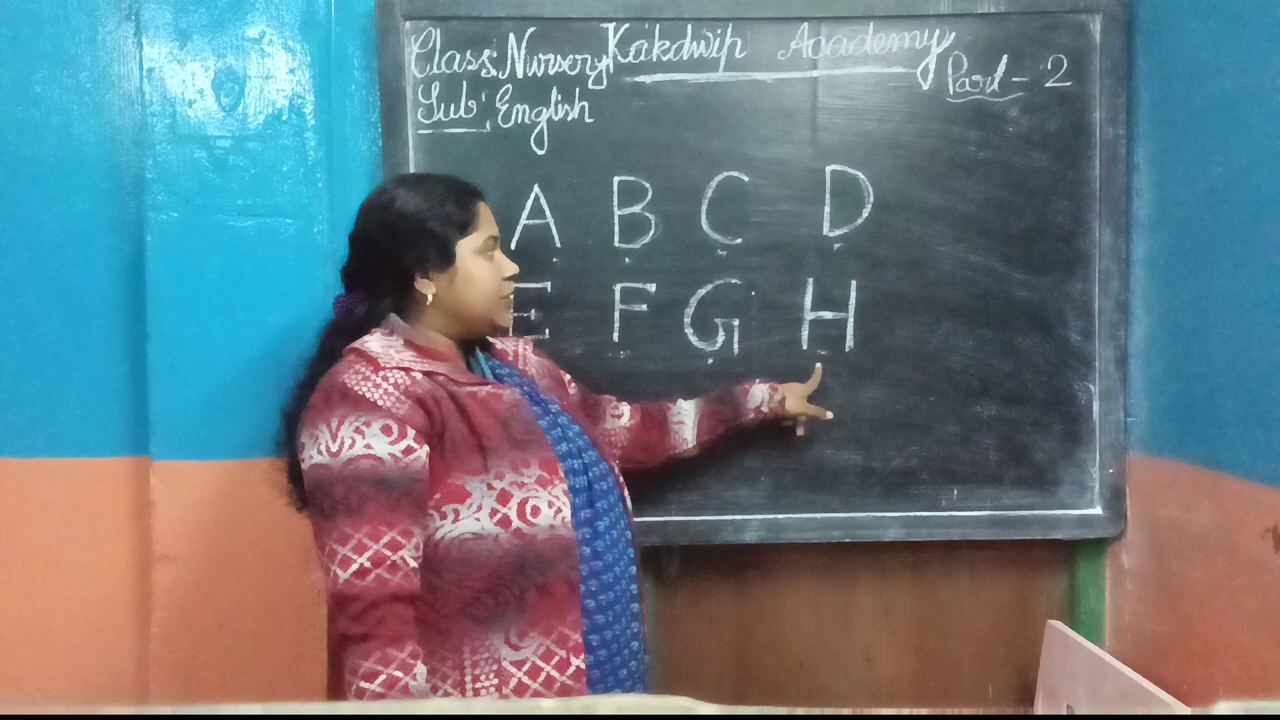 Kakdwip Academy
Class: Nursery
Part - 2
Sub: English
A B C D
E F G H